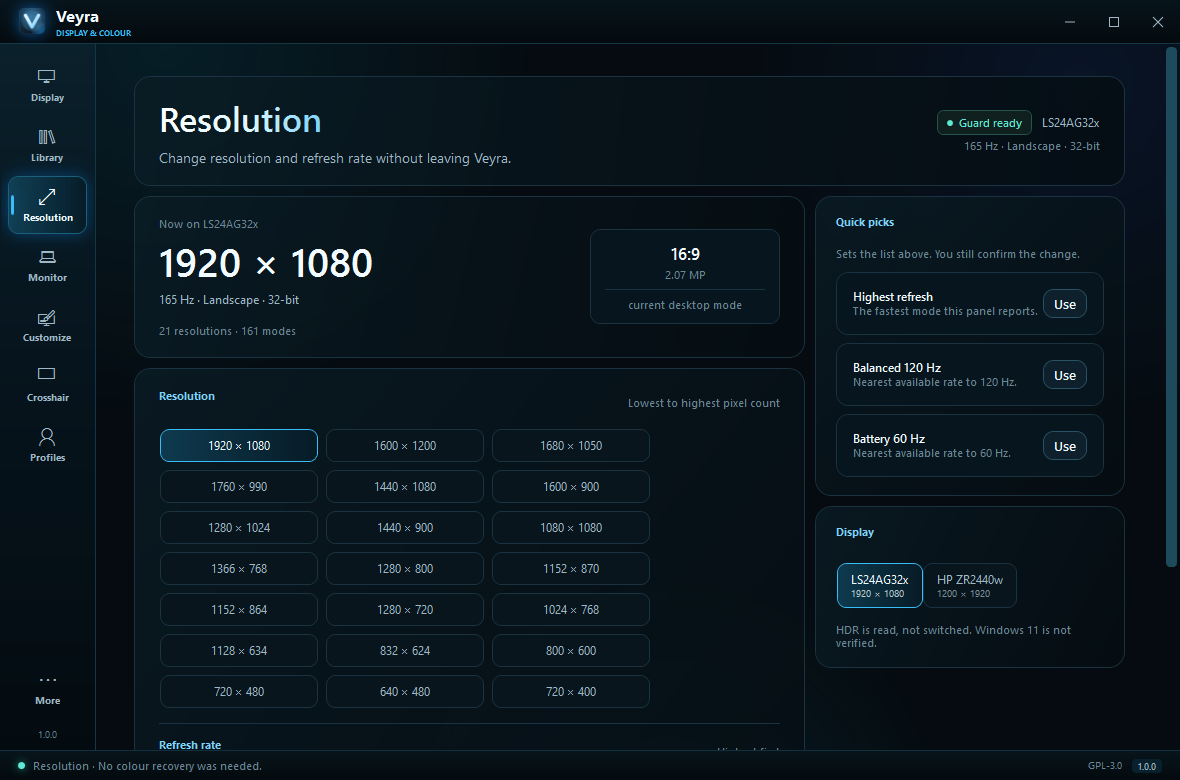 Veyra
DISPLAY & COLOUR
Display
Library
Resolution
Monitor
Customize
Crosshair
Profiles
More
1.0.0
Resolution
Change resolution and refresh rate without leaving Veyra.
Guard ready
LS24AG32x
165 Hz · Landscape · 32-bit
Now on LS24AG32x
1920 × 1080
165 Hz · Landscape · 32-bit
21 resolutions · 161 modes
16:9
2.07 MP
current desktop mode
Resolution
Lowest to highest pixel count
1920 × 1080
1600 × 1200
1680 × 1050
1760 × 990
1440 × 1080
1600 × 900
1280 × 1024
1440 × 900
1080 × 1080
1366 × 768
1280 × 800
1152 × 870
1152 × 864
1280 × 720
1024 × 768
1128 × 634
832 × 624
800 × 600
720 × 480
640 × 480
720 × 400
Refresh rate
Quick picks
Sets the list above. You still confirm the change.
Highest refresh
The fastest mode this panel reports.
Use
Balanced 120 Hz
Nearest available rate to 120 Hz.
Use
Battery 60 Hz
Nearest available rate to 60 Hz.
Use
Display
LS24AG32x
1920 × 1080
HP ZR2440w
1200 × 1920
HDR is read, not switched. Windows 11 is not
verified.
Resolution · No colour recovery was needed.
GPL-3.0
1.0.0